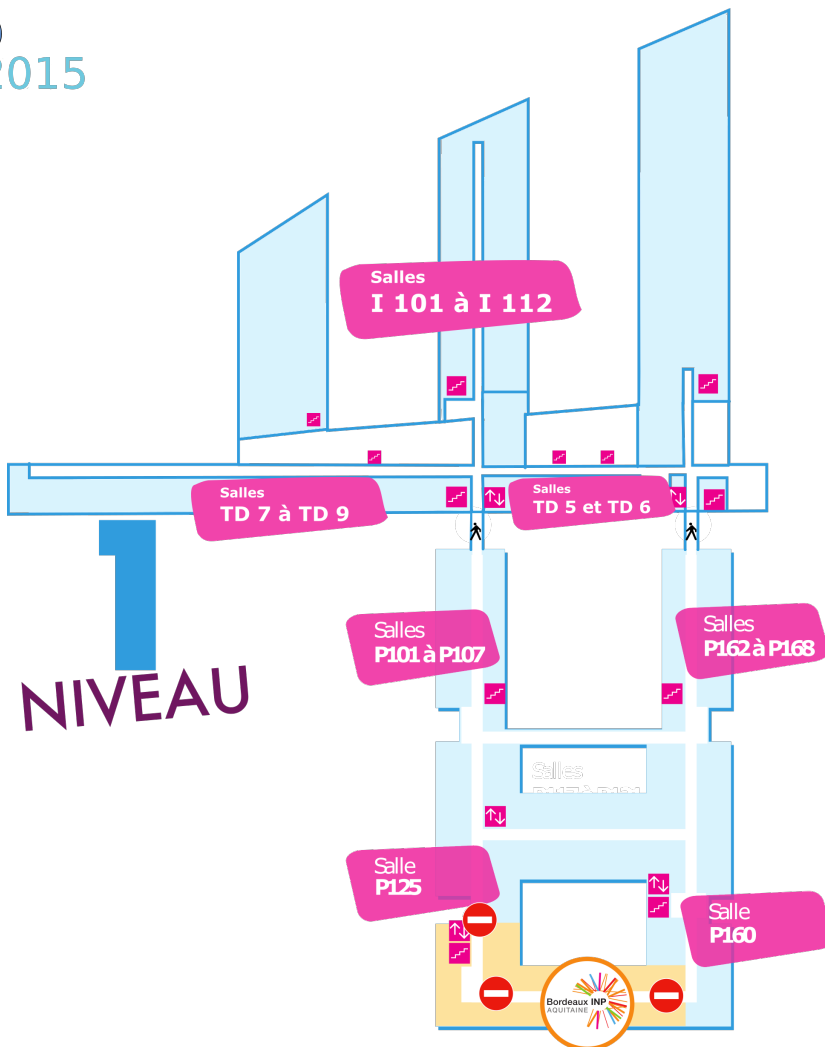 2015
Salles
I 101 à I 112
Salles
TD 7 à TD 9
Salles
TD 5 et TD 6
1
NIVEAU
Salles
P101 à P107
Salles
P162 à P168
Salles
Salle
P125
Salle
P160
Bordeaux INP
AQUITAINE